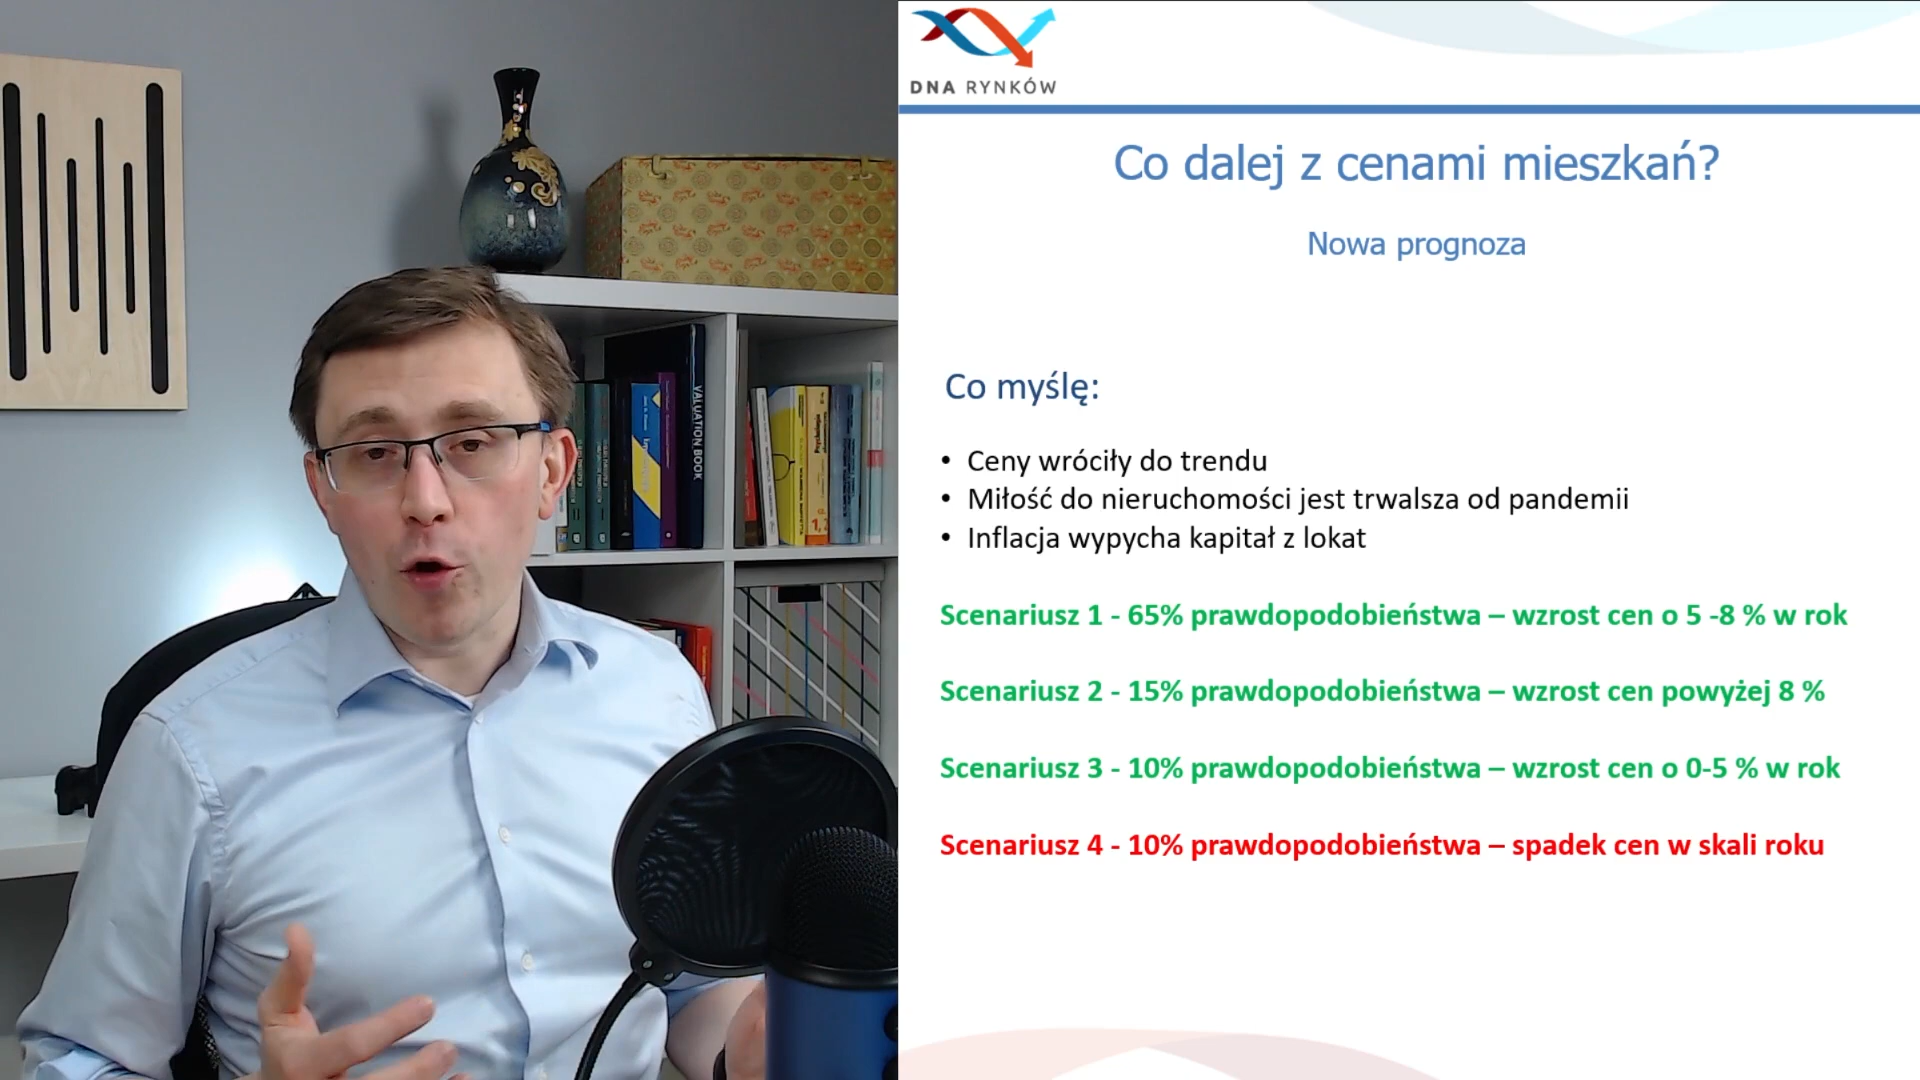 DNA RYNKÓW
Co dalej z cenami mieszkań?
Nowa prognoza
Co myślę:
• Ceny wróciły do trendu
• Miłość do nieruchomości jest trwalsza od pandemii
• Inflacja wypycha kapitał z lokat
Scenariusz 1 - 65% prawdopodobieństwa – wzrost cen o 5 -8 % w rok
Scenariusz 2 - 15% prawdopodobieństwa – wzrost cen powyżej 8 %
Scenariusz 3 - 10% prawdopodobieństwa – wzrost cen o 0-5 % w rok
Scenariusz 4 - 10% prawdopodobieństwa – spadek cen w skali roku
VALUATION BOOK